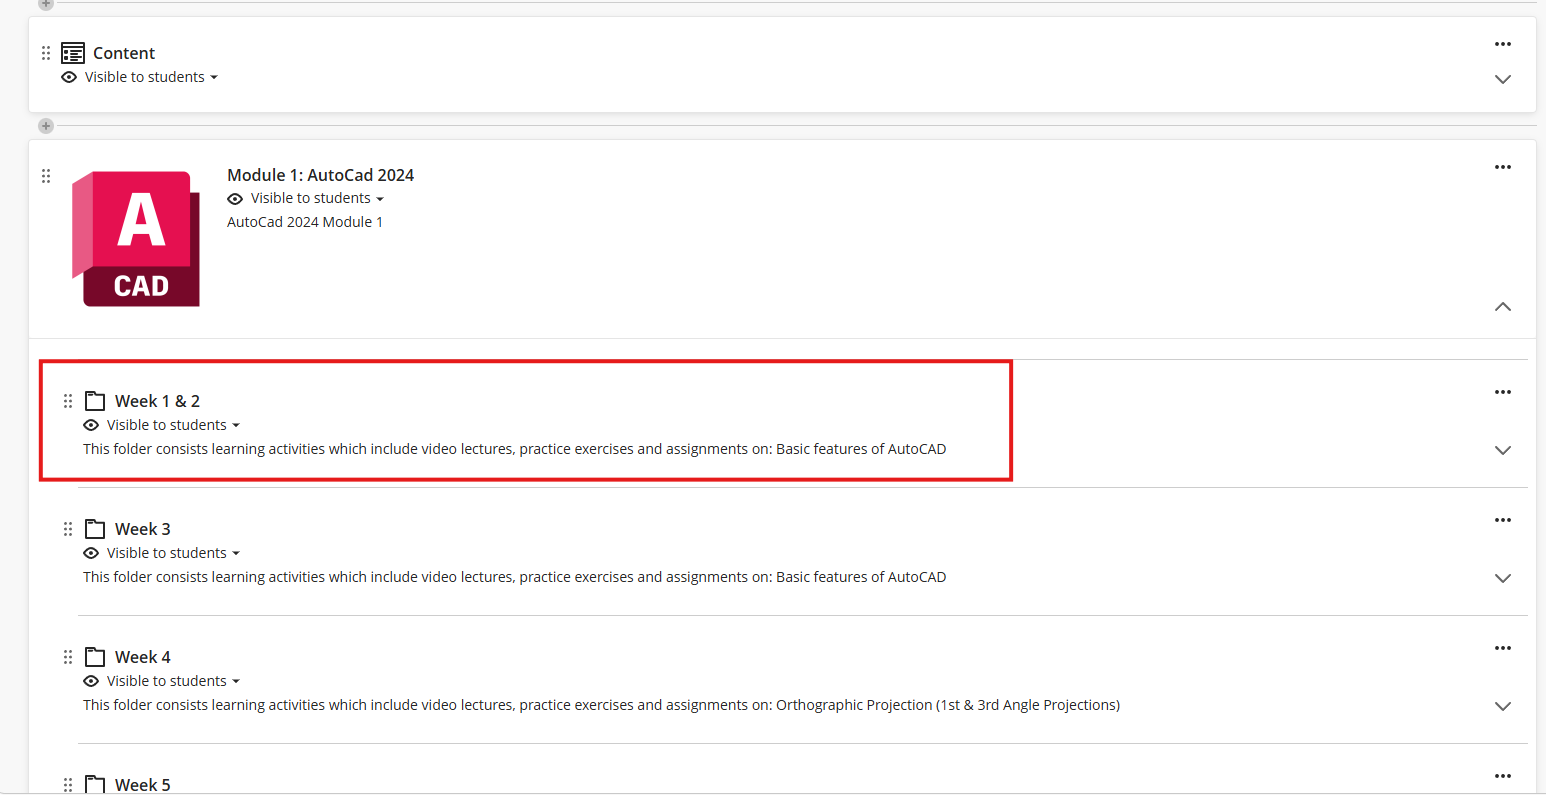 Content
Visible to students
Module 1: AutoCad 2024
Visible to students
AutoCad 2024 Module 1
A
CAD
Week 1 & 2
Visible to students
This folder consists learning activities which include video lectures, practice exercises and assignments on: Basic features of AutoCAD
Week 3
Visible to students
This folder consists learning activities which include video lectures, practice exercises and assignments on: Basic features of AutoCAD
Week 4
Visible to students
This folder consists learning activities which include video lectures, practice exercises and assignments on: Orthographic Projection (1st & 3rd Angle Projections)
Week 5